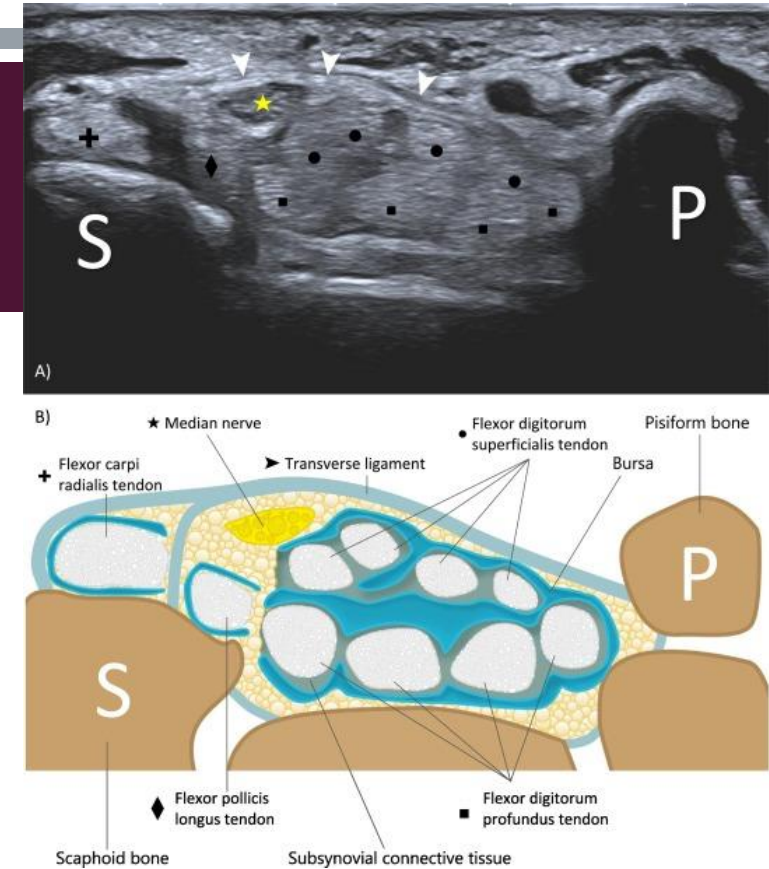 S
P
A)
B)
★ Median nerve
● Flexor digitorum
superficialis tendon
Pisiform bone
✚ Flexor carpi
radialis tendon
➤ Transverse ligament
Bursa
P
S
♦ Flexor pollicis
longus tendon
■ Flexor digitorum
profundus tendon
Scaphoid bone
Subsynovial connective tissue